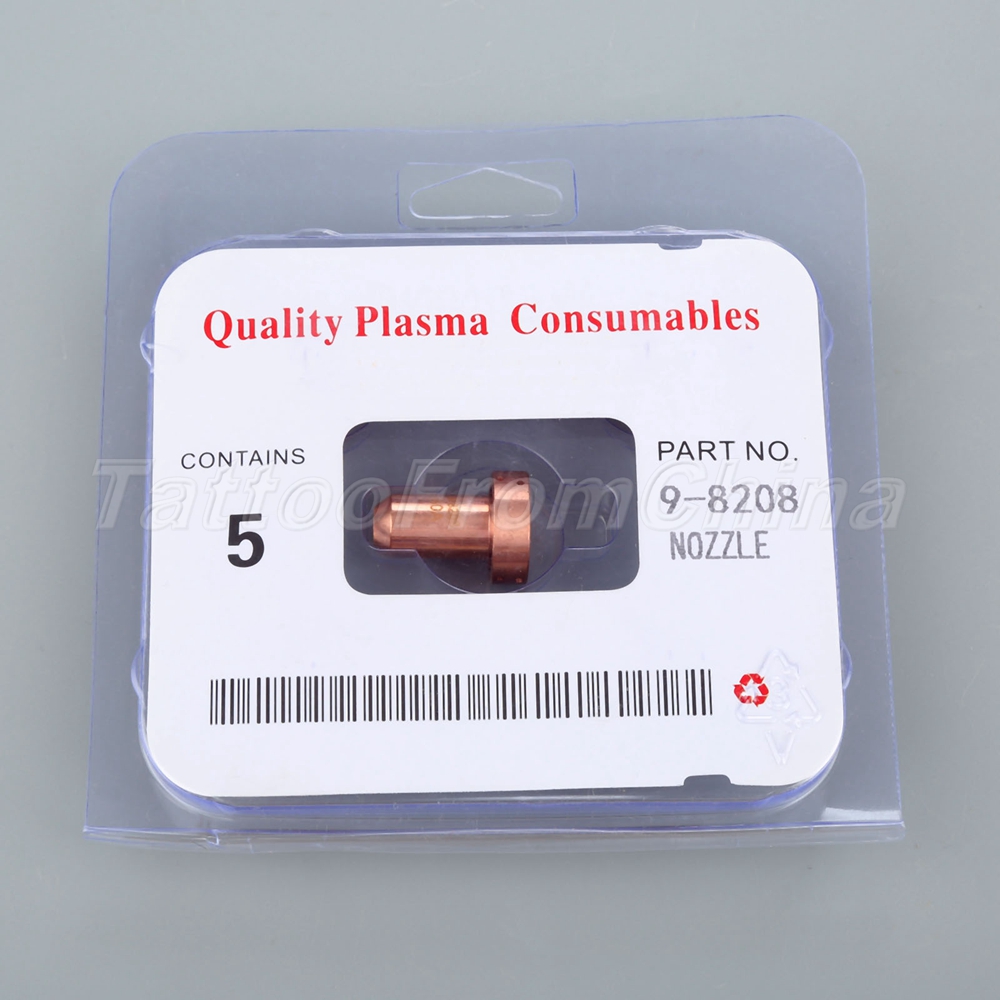 Quality Plasma Consumables
CONTAINS
5
PART NO.
9-8208
NOZZLE
TattooFromChina